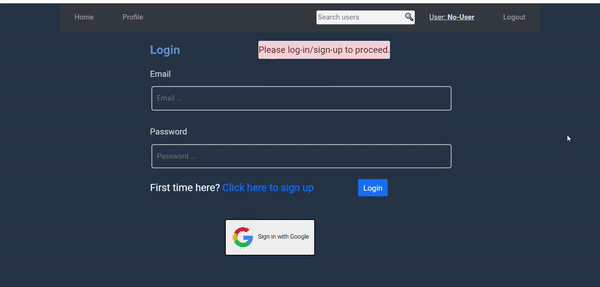 Home Profile Search users User: No-User Logout
Login Please log-in/sign-up to proceed.
Email
Email ...
Password
Password ...
First time here? Click here to sign up Login
Sign in with Google